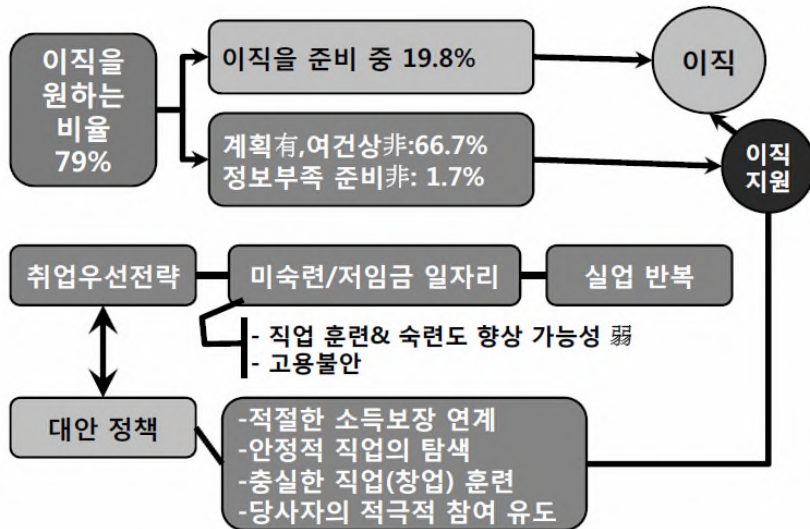 이직을
원하는
비율
79%
이직을 준비 중 19.8%
이직
계획有,여건상非:66.7%
정보부족 준비非: 1.7%
이직
지원
취업우선전략
미숙련/저임금 일자리
실업 반복
- 직업 훈련& 숙련도 향상 가능성 弱
- 고용불안
대안 정책
-적절한 소득보장 연계
-안정적 직업의 탐색
-충실한 직업(창업) 훈련
-당사자의 적극적 참여 유도